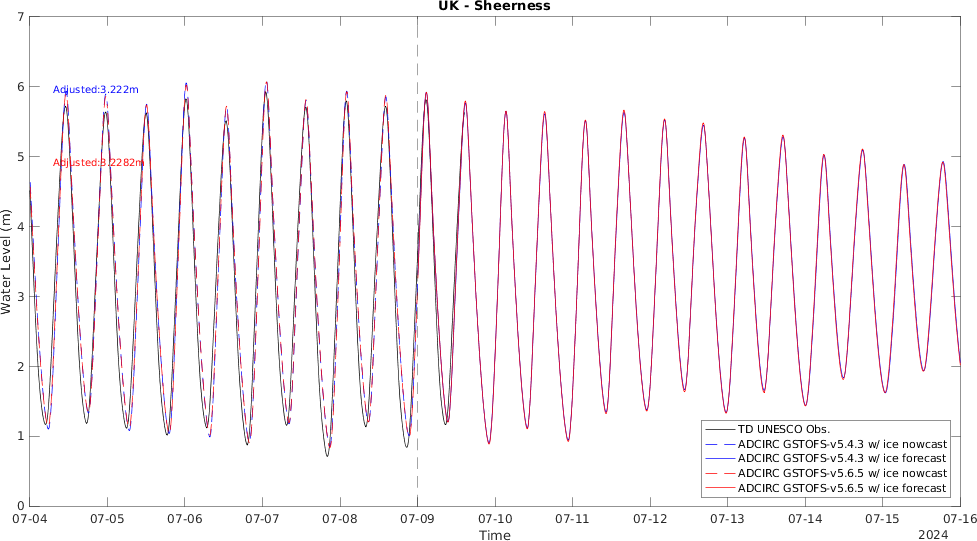 UK - Sheerness
7
6
5
4
3
2
1
0
Water Level (m)
Adjusted:3.222m
Adjusted:3.2282m
TD UNESCO Obs.
ADCIRC GSTOFS-v5.4.3 w/ ice nowcast
ADCIRC GSTOFS-v5.4.3 w/ ice forecast
ADCIRC GSTOFS-v5.6.5 w/ ice nowcast
ADCIRC GSTOFS-v5.6.5 w/ ice forecast
07-04 07-05 07-06 07-07 07-08 07-09 07-10 07-11 07-12 07-13 07-14 07-15 07-16
Time
2024